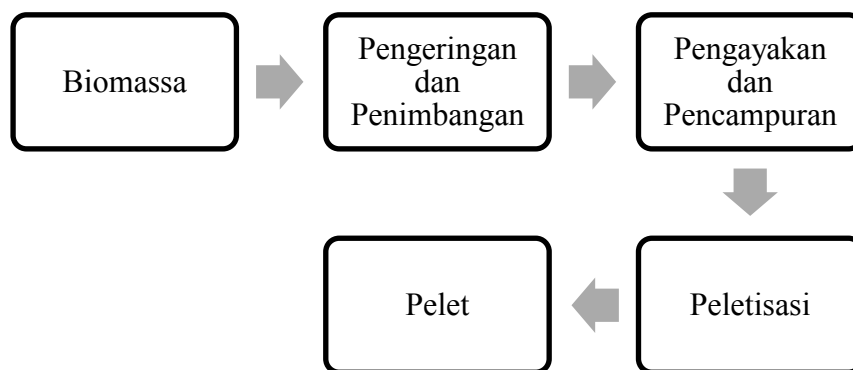 Biomassa
Pengeringan
dan
Penimbangan
Pengayakan
dan
Pencampuran
Peletisasi
Pelet